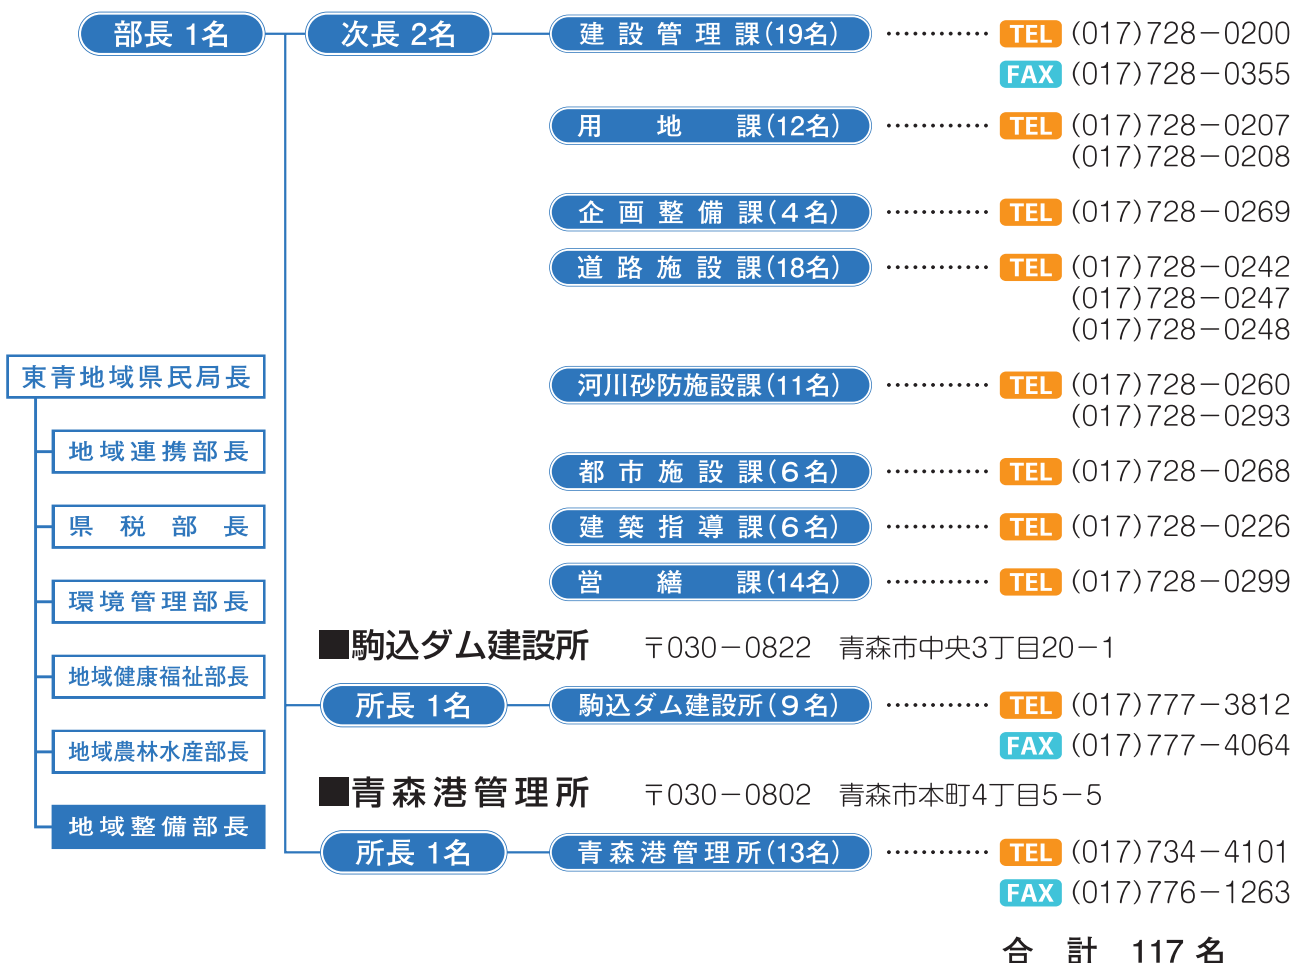 部長 1名 次長 2名 建設管理課(19名) ………… TEL (017)728−0200
FAX (017)728−0355
用地課(12名) ………… TEL (017)728−0207
(017)728−0208
企画整備課(4名) ………… TEL (017)728−0269
道路施設課(18名) ………… TEL (017)728−0242
(017)728−0247
(017)728−0248
河川砂防施設課(11名) ………… TEL (017)728−0260
(017)728−0293
都市施設課(6名) ………… TEL (017)728−0268
建築指導課(6名) ………… TEL (017)728−0226
営繕課(14名) ………… TEL (017)728−0299
東青地域県民局長
地域連携部長
県税部長
環境管理部長
地域健康福祉部長
地域農林水産部長
地域整備部長
■駒込ダム建設所 〒030−0822 青森市中央3丁目20−1
所長 1名 駒込ダム建設所(9名) ………… TEL (017)777−3812
FAX (017)777−4064
■青森港管理所 〒030−0802 青森市本町4丁目5−5
所長 1名 青森港管理所(13名) ………… TEL (017)734−4101
FAX (017)776−1263
合計 117名